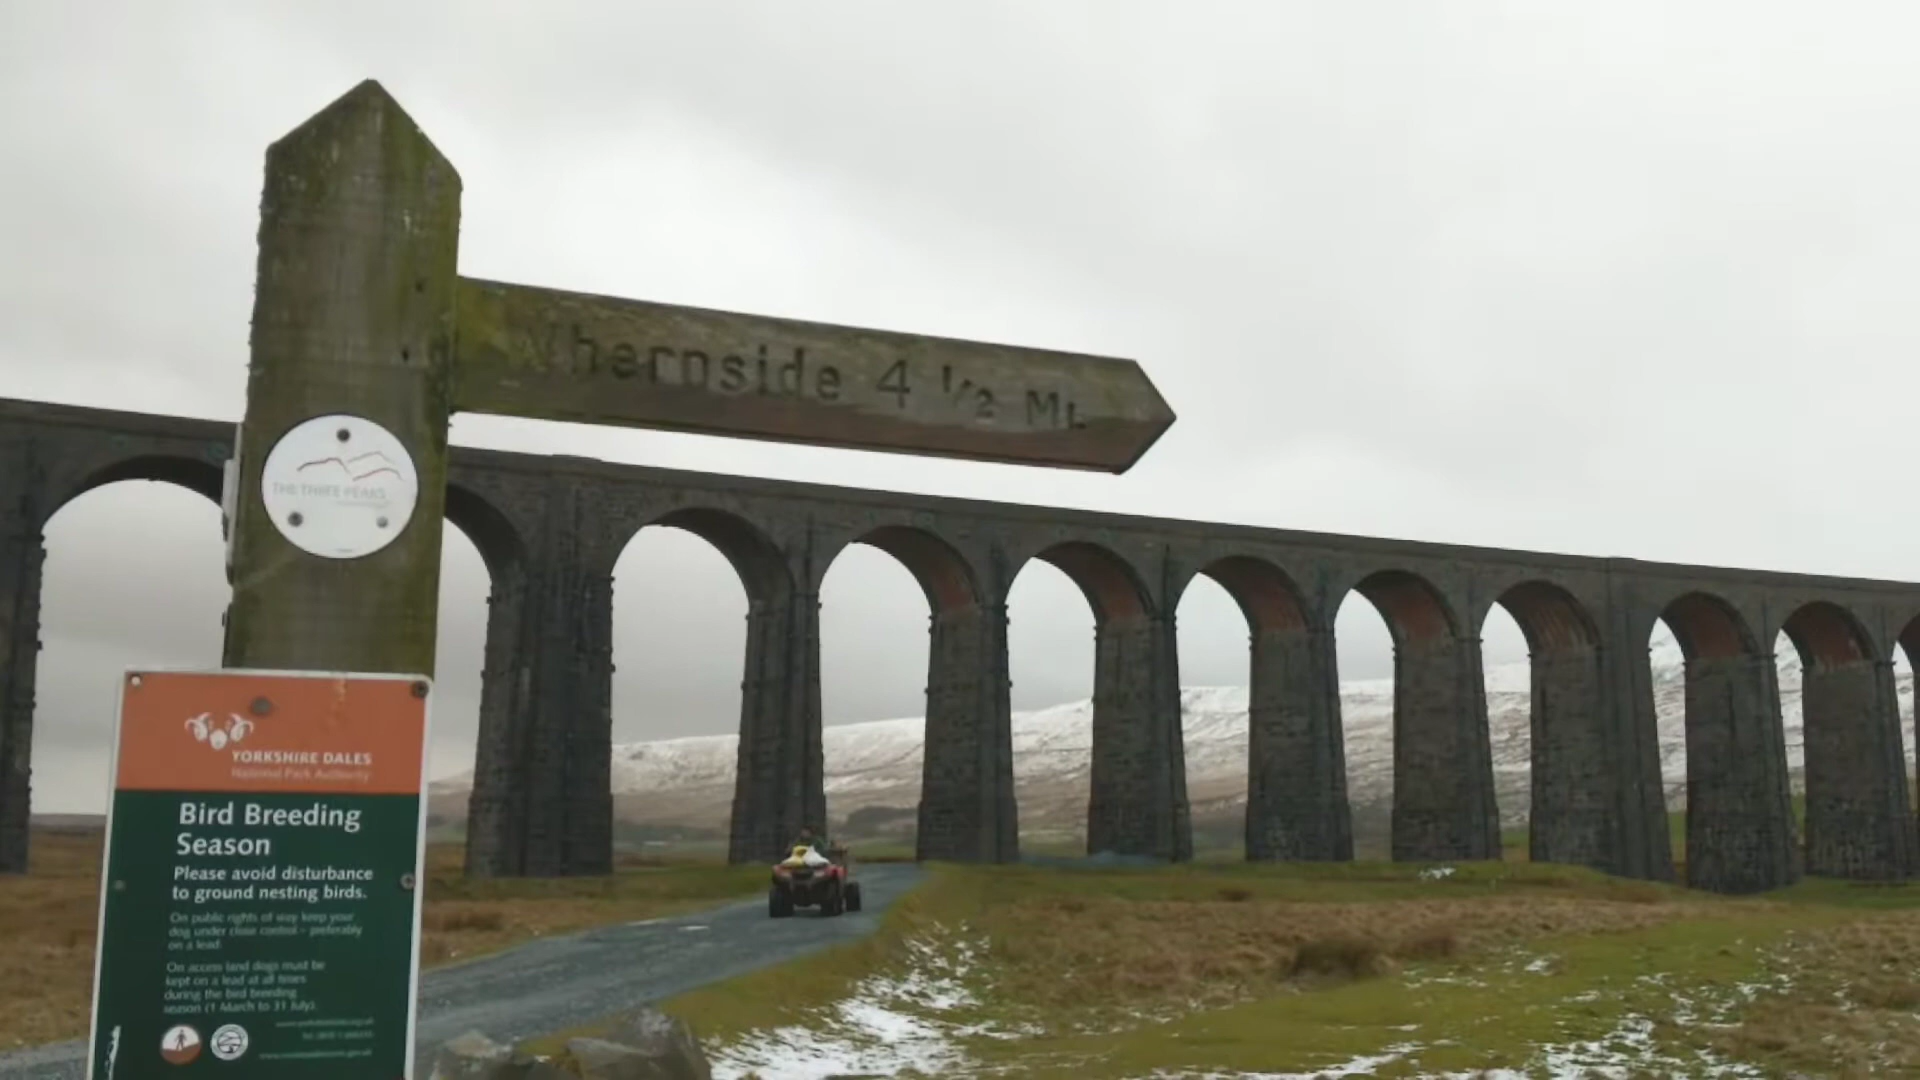 Whernside 4 ½ ML
THE THREE PEAKS
YORKSHIRE DALES
National Park Authority
Bird Breeding
Season
Please avoid disturbance
to ground nesting birds.
On public rights of way keep your
dog under close control – preferably
on a lead.
On access land dogs must be
kept on a lead at all times
during the bird breeding
season (1 March to 31 July).